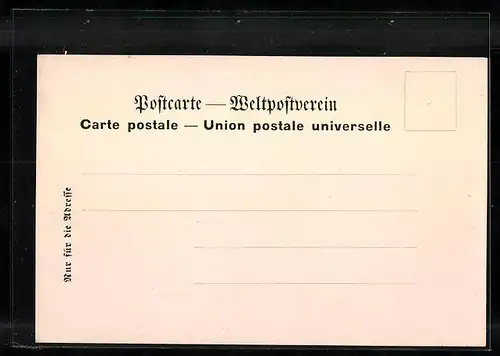 Postcarte — Weltpostverein
Carte postale — Union postale universelle
Nur für die Adresse